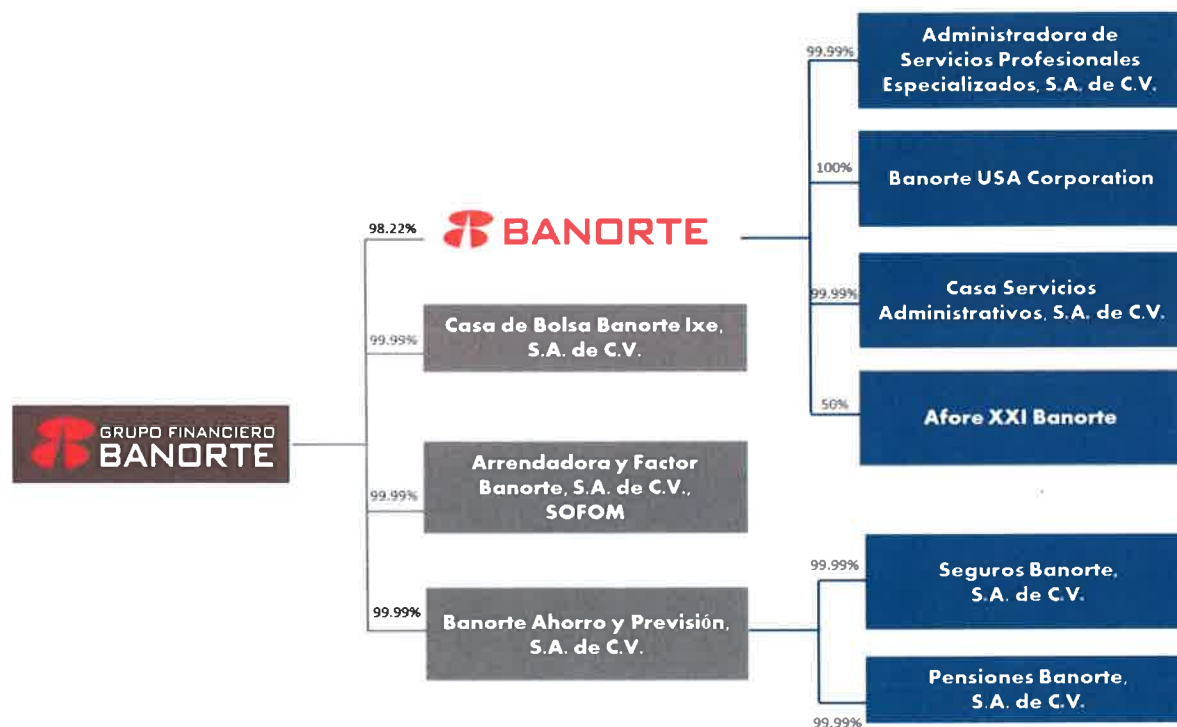 99.99%
Administradora de
Servicios Profesionales
Especializados, S.A. de C.V.
100%
Banorte USA Corporation
98.22%
BANORTE
99.99%
Casa Servicios
Administrativos, S.A. de C.V.
99.99%
Casa de Bolsa Banorte Ixe,
S.A. de C.V.
50%
Afore XXI Banorte
GRUPO FINANCIERO
BANORTE
99.99%
Arrendadora y Factor
Banorte, S.A. de C.V.,
SOFOM
99.99%
Seguros Banorte,
S.A. de C.V.
99.99%
Banorte Ahorro y Previsión,
S.A. de C.V.
99.99%
Pensiones Banorte,
S.A. de C.V.